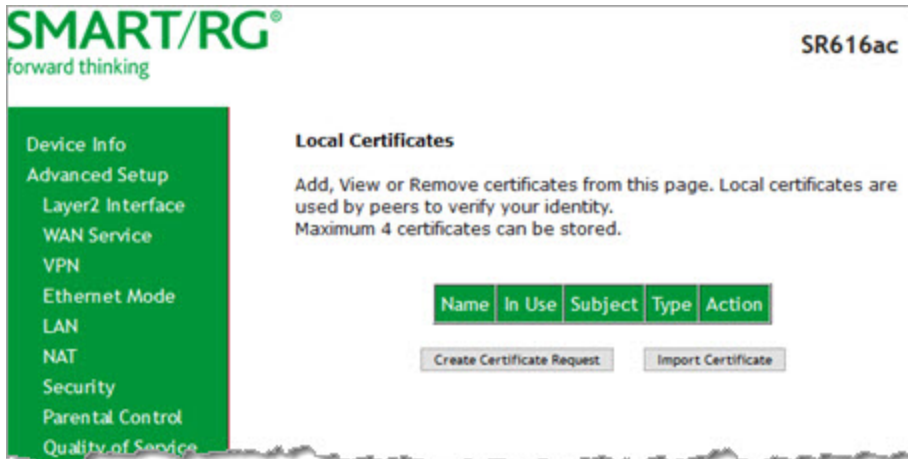 SMART/RG®
forward thinking
SR616ac
Device Info
Advanced Setup
Layer2 Interface
WAN Service
VPN
Ethernet Mode
LAN
NAT
Security
Parental Control
Quality of Service
Local Certificates
Add, View or Remove certificates from this page. Local certificates are
used by peers to verify your identity.
Maximum 4 certificates can be stored.
Name In Use Subject Type Action
Create Certificate Request Import Certificate